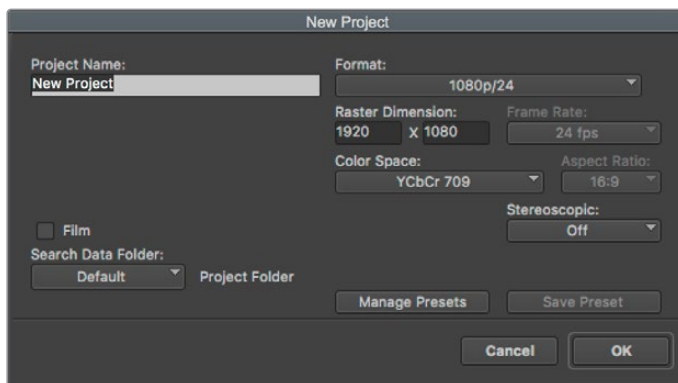 New Project
Project Name:
New Project
Format:
1080p/24
Raster Dimension:
1920 X 1080
Frame Rate:
24 fps
Color Space:
YCbCr 709
Aspect Ratio:
16:9
Stereoscopic:
Off
Film
Search Data Folder:
Default
Project Folder
Manage Presets
Save Preset
Cancel
OK